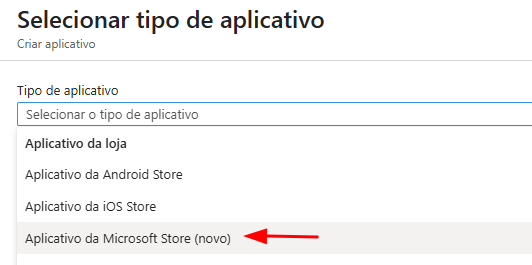 Selecionar tipo de aplicativo
Criar aplicativo
Tipo de aplicativo
Selecionar o tipo de aplicativo
Aplicativo da loja
Aplicativo da Android Store
Aplicativo da iOS Store
Aplicativo da Microsoft Store (novo)